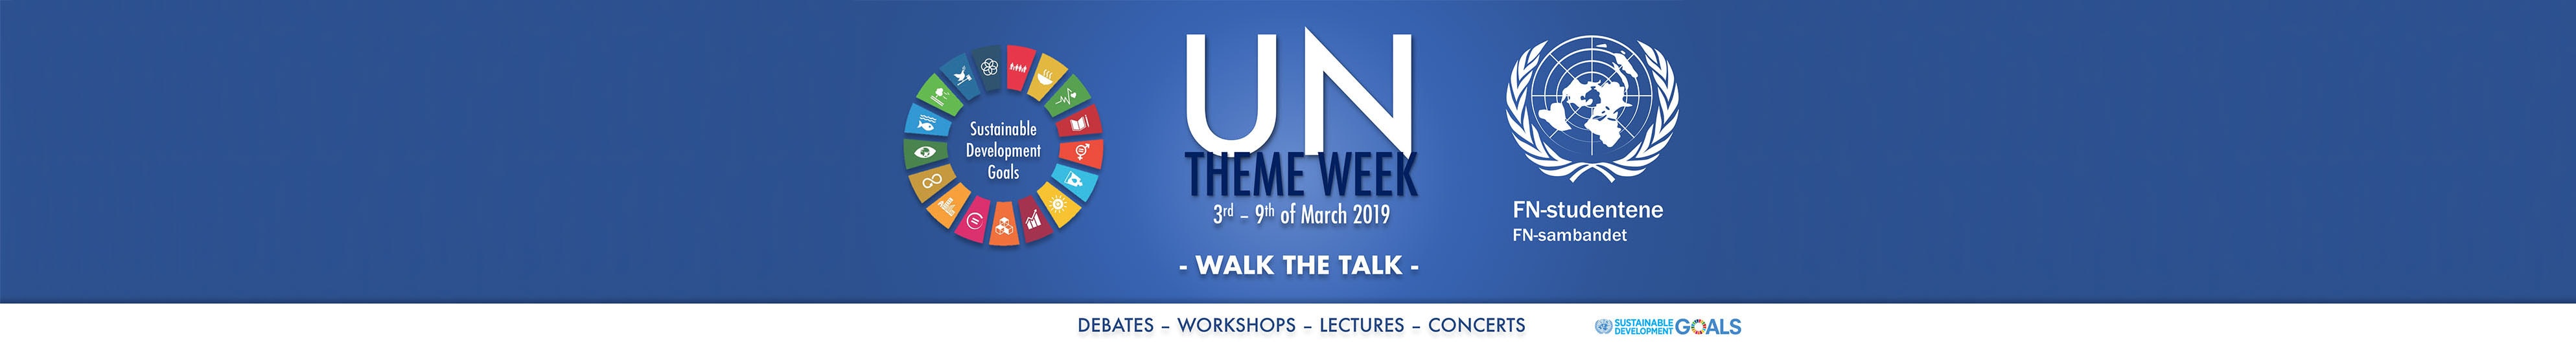 Sustainable
Development
Goals
UN
THEME WEEK
3rd – 9th of March 2019
- WALK THE TALK -
FN-studentene
FN-sambandet
DEBATES – WORKSHOPS – LECTURES – CONCERTS
SUSTAINABLE
DEVELOPMENT
GOALS